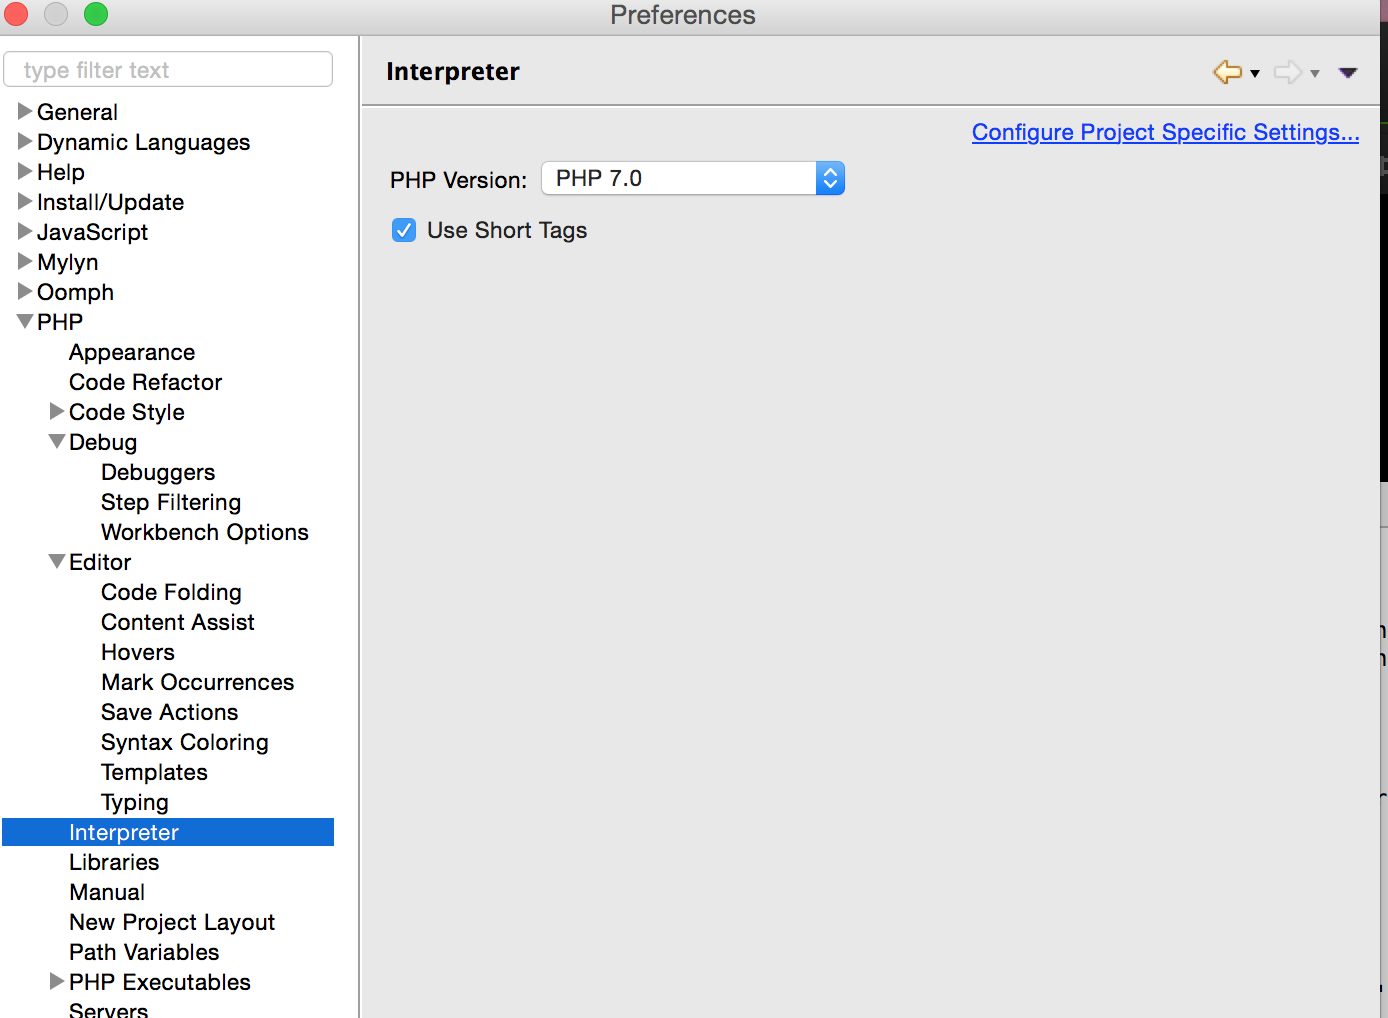 Preferences
type filter text
General
Dynamic Languages
Help
Install/Update
JavaScript
Mylyn
Oomph
PHP
Appearance
Code Refactor
Code Style
Debug
Debuggers
Step Filtering
Workbench Options
Editor
Code Folding
Content Assist
Hovers
Mark Occurrences
Save Actions
Syntax Coloring
Templates
Typing
Interpreter
Libraries
Manual
New Project Layout
Path Variables
PHP Executables
Servers
Interpreter
Configure Project Specific Settings...
PHP Version: PHP 7.0
Use Short Tags